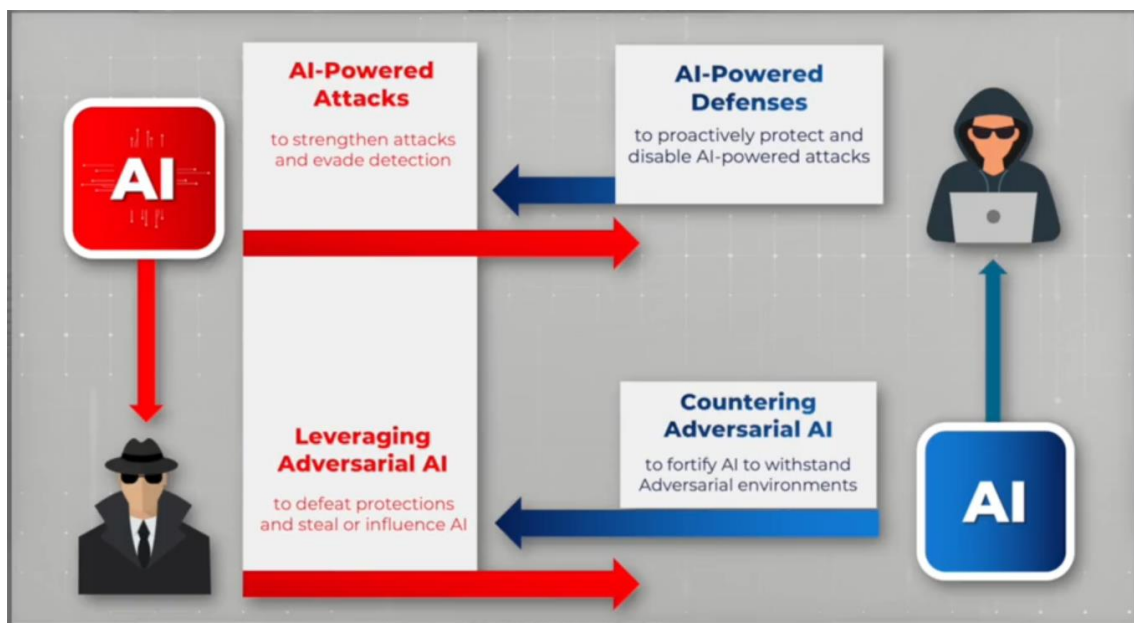 AI-Powered
Attacks
to strengthen attacks
and evade detection
AI-Powered
Defenses
to proactively protect and
disable AI-powered attacks
AI
Leveraging
Adversarial AI
to defeat protections
and steal or influence AI
Countering
Adversarial AI
to fortify AI to withstand
Adversarial environments
AI